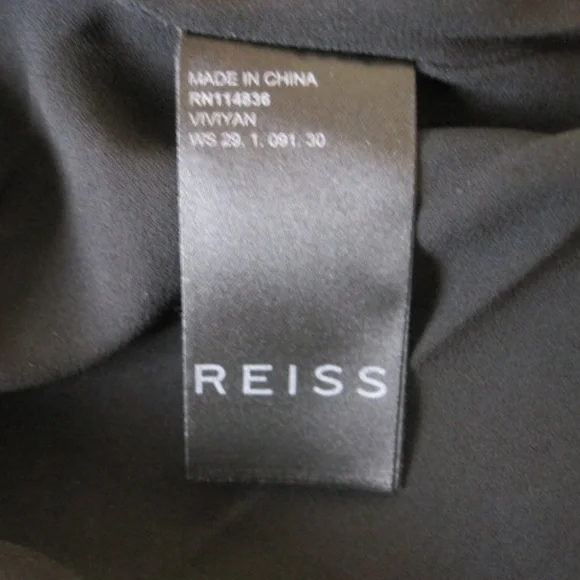 MADE IN CHINA
RN114836
VIVIYAN
WS 29. 1. 091. 30
REISS